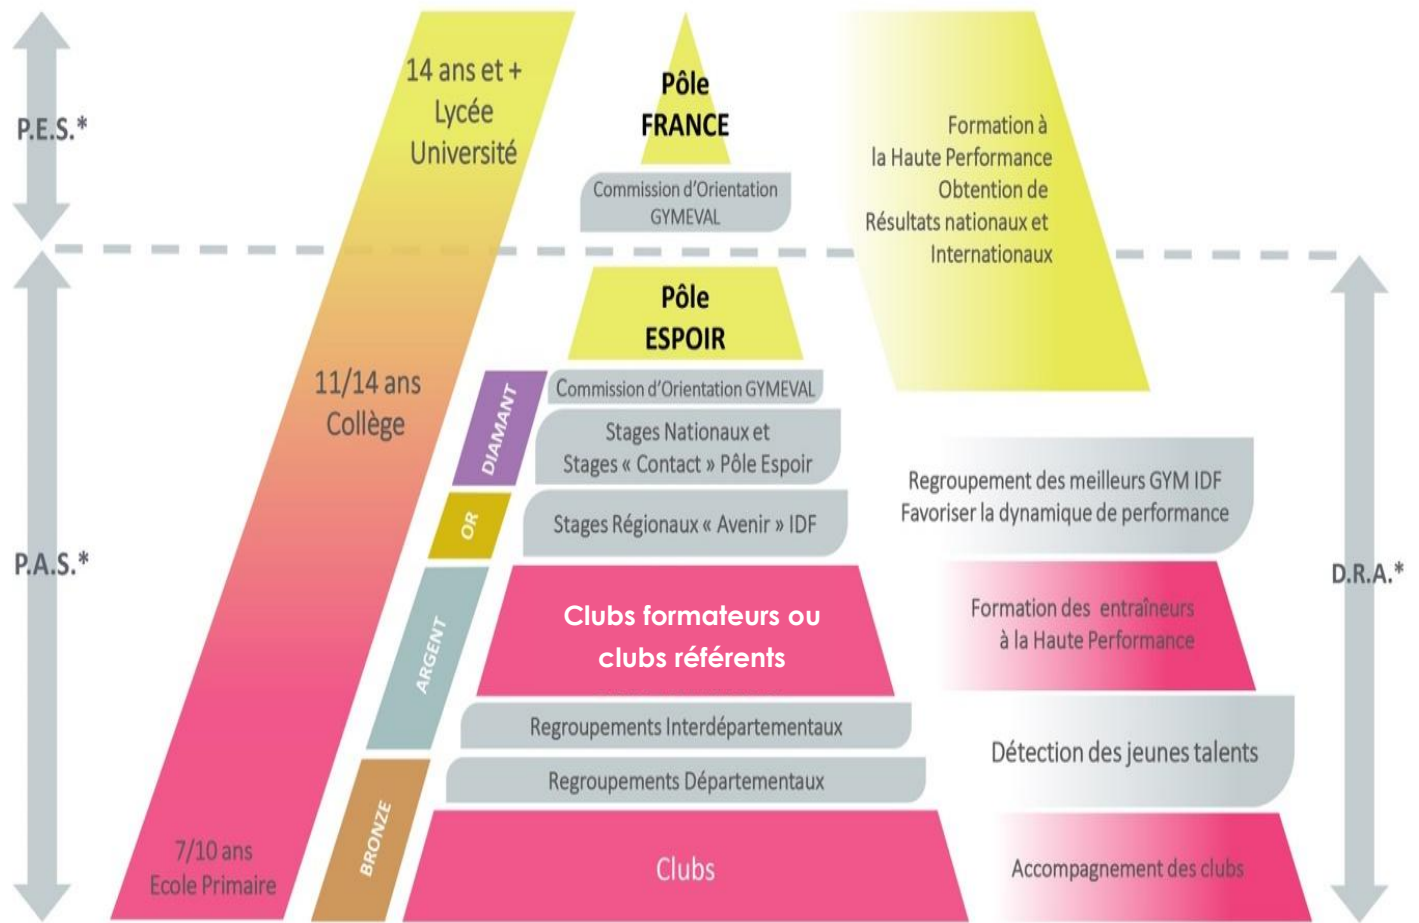 14 ans et +
Lycée
Université
P.E.S.*
Pôle
FRANCE
Commission d'Orientation
GYMEVAL
Formation à
la Haute Performance
Obtention de
Résultats nationaux et
Internationaux
Pôle
ESPOIR
11/14 ans
Collège
DIAMANT
Commission d'Orientation GYMEVAL
Stages Nationaux et
Stages « Contact » Pôle Espoir
Regroupement des meilleurs GYM IDF
Favoriser la dynamique de performance
OR
Stages Régionaux « Avenir » IDF
P.A.S.*
D.R.A.*
ARGENT
Clubs formateurs ou
clubs référents
Formation des entraîneurs
à la Haute Performance
Regroupements Interdépartementaux
Regroupements Départementaux
Détection des jeunes talents
BRONZE
7/10 ans
Ecole Primaire
Clubs
Accompagnement des clubs